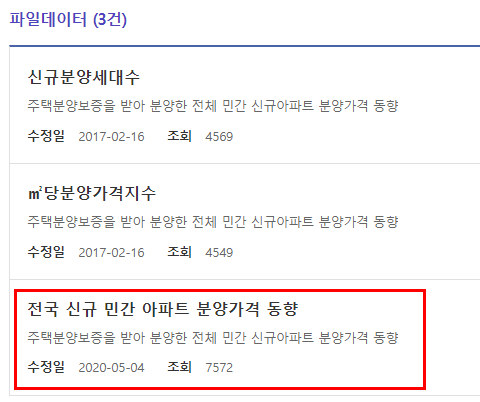 파일데이터 (3건)
신규분양세대수
주택분양보증을 받아 분양한 전체 민간 신규아파트 분양가격 동향
수정일 2017-02-16 조회 4569
㎡당분양가격지수
주택분양보증을 받아 분양한 전체 민간 신규아파트 분양가격 동향
수정일 2017-02-16 조회 4549
전국 신규 민간 아파트 분양가격 동향
주택분양보증을 받아 분양한 전체 민간 신규아파트 분양가격 동향
수정일 2020-05-04 조회 7572